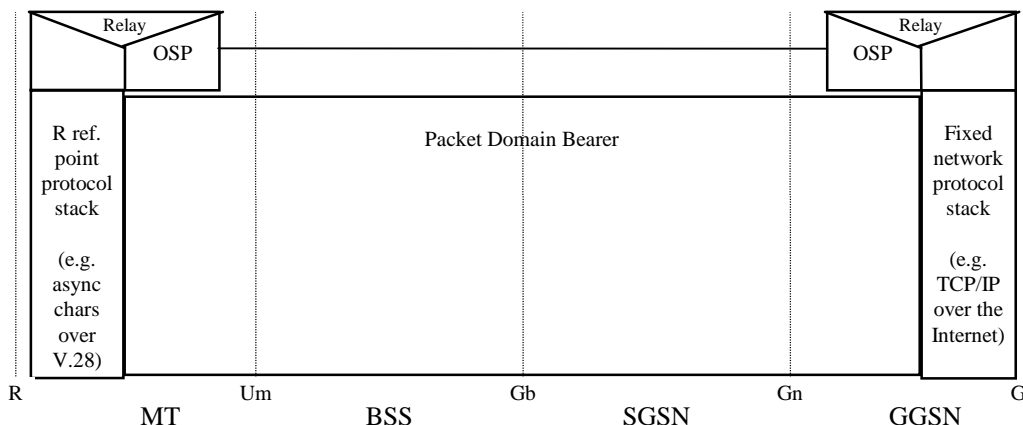 Relay
Relay
OSP
OSP
R ref.
point
protocol
stack
(e.g.
async
chars
over
V.28)
Packet Domain Bearer
Fixed
network
protocol
stack
(e.g.
TCP/IP
over the
Internet)
R
Um
Gb
Gn
G
MT
BSS
SGSN
GGSN